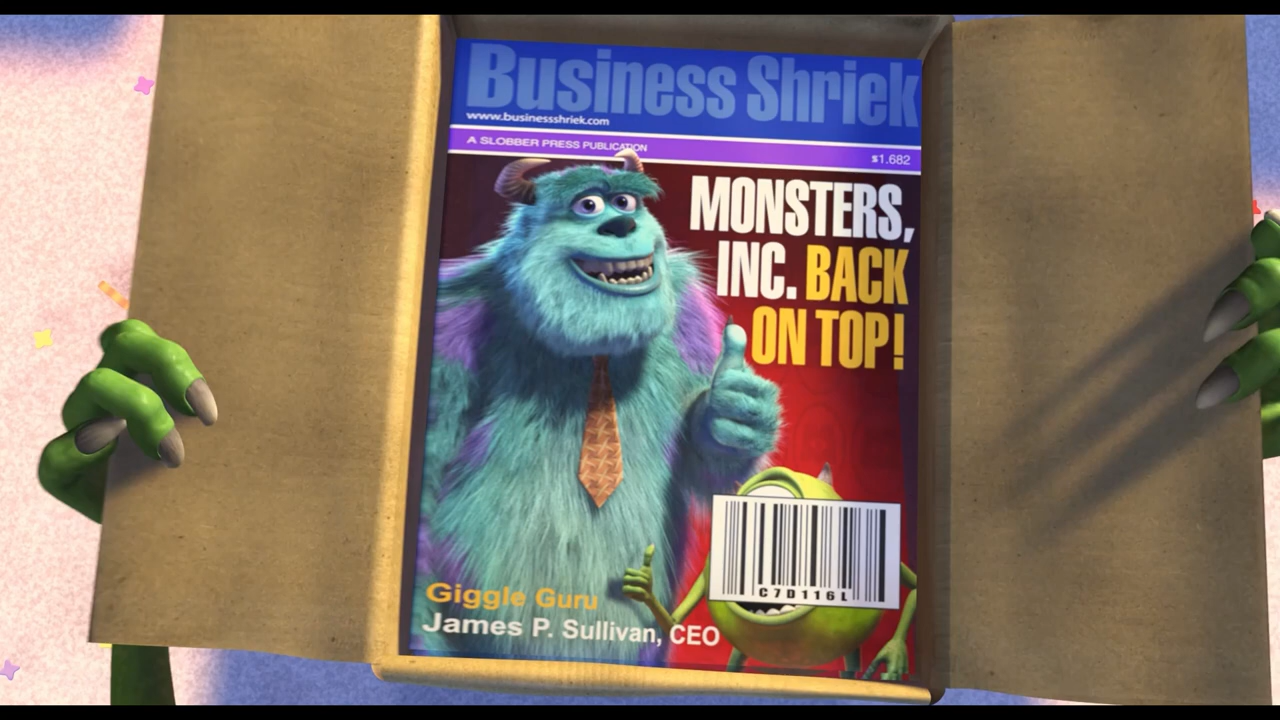 Business Shriek
www.businessshriek.com
A SLOBBER PRESS PUBLICATION
$1.682
MONSTERS,
INC. BACK
ON TOP!
C7D116L
Giggle Guru
James P. Sullivan, CEO